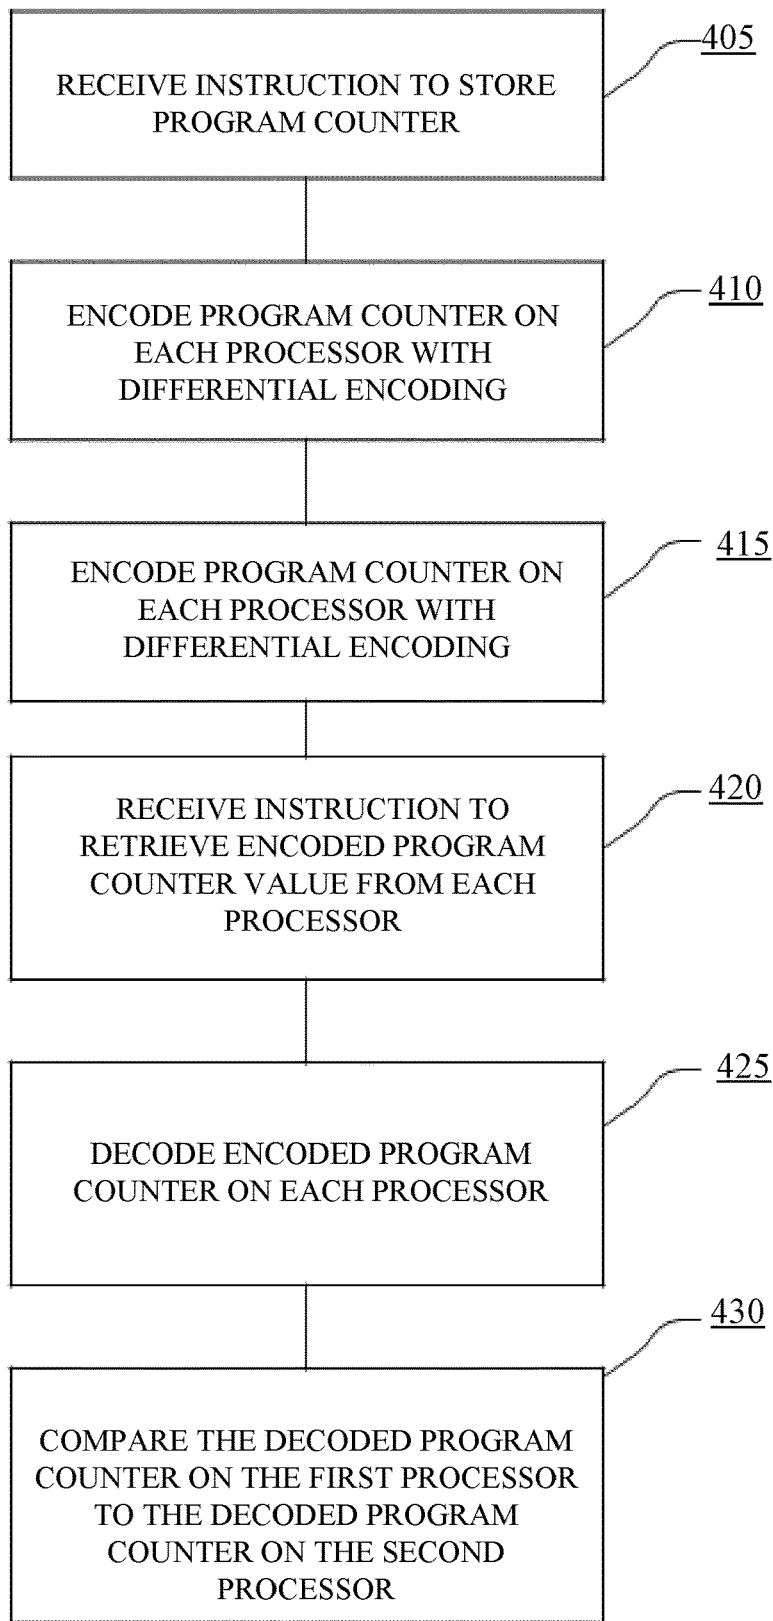 405
RECEIVE INSTRUCTION TO STORE
PROGRAM COUNTER
410
ENCODE PROGRAM COUNTER ON
EACH PROCESSOR WITH
DIFFERENTIAL ENCODING
415
ENCODE PROGRAM COUNTER ON
EACH PROCESSOR WITH
DIFFERENTIAL ENCODING
420
RECEIVE INSTRUCTION TO
RETRIEVE ENCODED PROGRAM
COUNTER VALUE FROM EACH
PROCESSOR
425
DECODE ENCODED PROGRAM
COUNTER ON EACH PROCESSOR
430
COMPARE THE DECODED PROGRAM
COUNTER ON THE FIRST PROCESSOR
TO THE DECODED PROGRAM
COUNTER ON THE SECOND
PROCESSOR